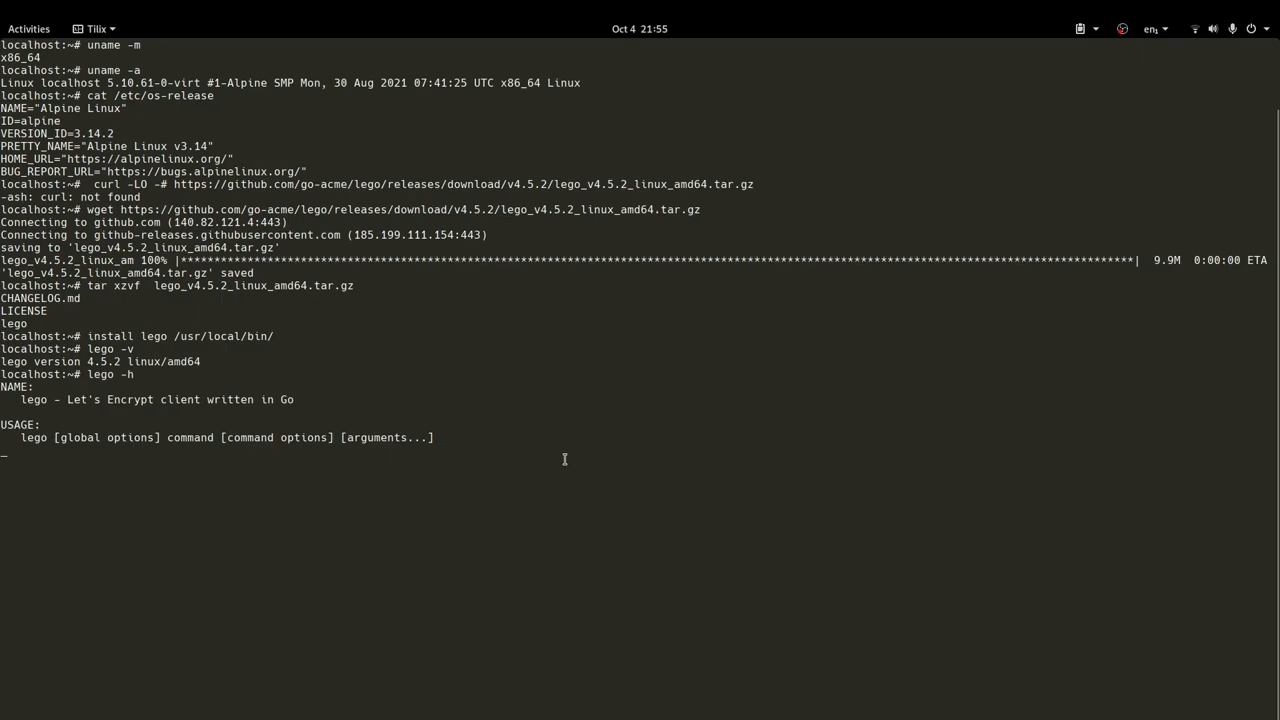 Activities
Tilix
Oct 4 21:55
en₁
localhost:~# uname -m
x86_64
localhost:~# uname -a
Linux localhost 5.10.61-0-virt #1-Alpine SMP Mon, 30 Aug 2021 07:41:25 UTC x86_64 Linux
localhost:~# cat /etc/os-release
NAME="Alpine Linux"
ID=alpine
VERSION_ID=3.14.2
PRETTY_NAME="Alpine Linux v3.14"
HOME_URL="https://alpinelinux.org/"
BUG_REPORT_URL="https://bugs.alpinelinux.org/"
localhost:~#  curl -LO -# https://github.com/go-acme/lego/releases/download/v4.5.2/lego_v4.5.2_linux_amd64.tar.gz
-ash: curl: not found
localhost:~# wget https://github.com/go-acme/lego/releases/download/v4.5.2/lego_v4.5.2_linux_amd64.tar.gz
Connecting to github.com (140.82.121.4:443)
Connecting to github-releases.githubusercontent.com (185.199.111.154:443)
saving to 'lego_v4.5.2_linux_amd64.tar.gz'
lego_v4.5.2_linux_am 100% |***********************************************************************************************************************************************| 9.9M 0:00:00 ETA
'lego_v4.5.2_linux_amd64.tar.gz' saved
localhost:~# tar xzvf  lego_v4.5.2_linux_amd64.tar.gz
CHANGELOG.md
LICENSE
lego
localhost:~# install lego /usr/local/bin/
localhost:~# lego -v
lego version 4.5.2 linux/amd64
localhost:~# lego -h
NAME:
   lego - Let's Encrypt client written in Go
USAGE:
   lego [global options] command [command options] [arguments...]